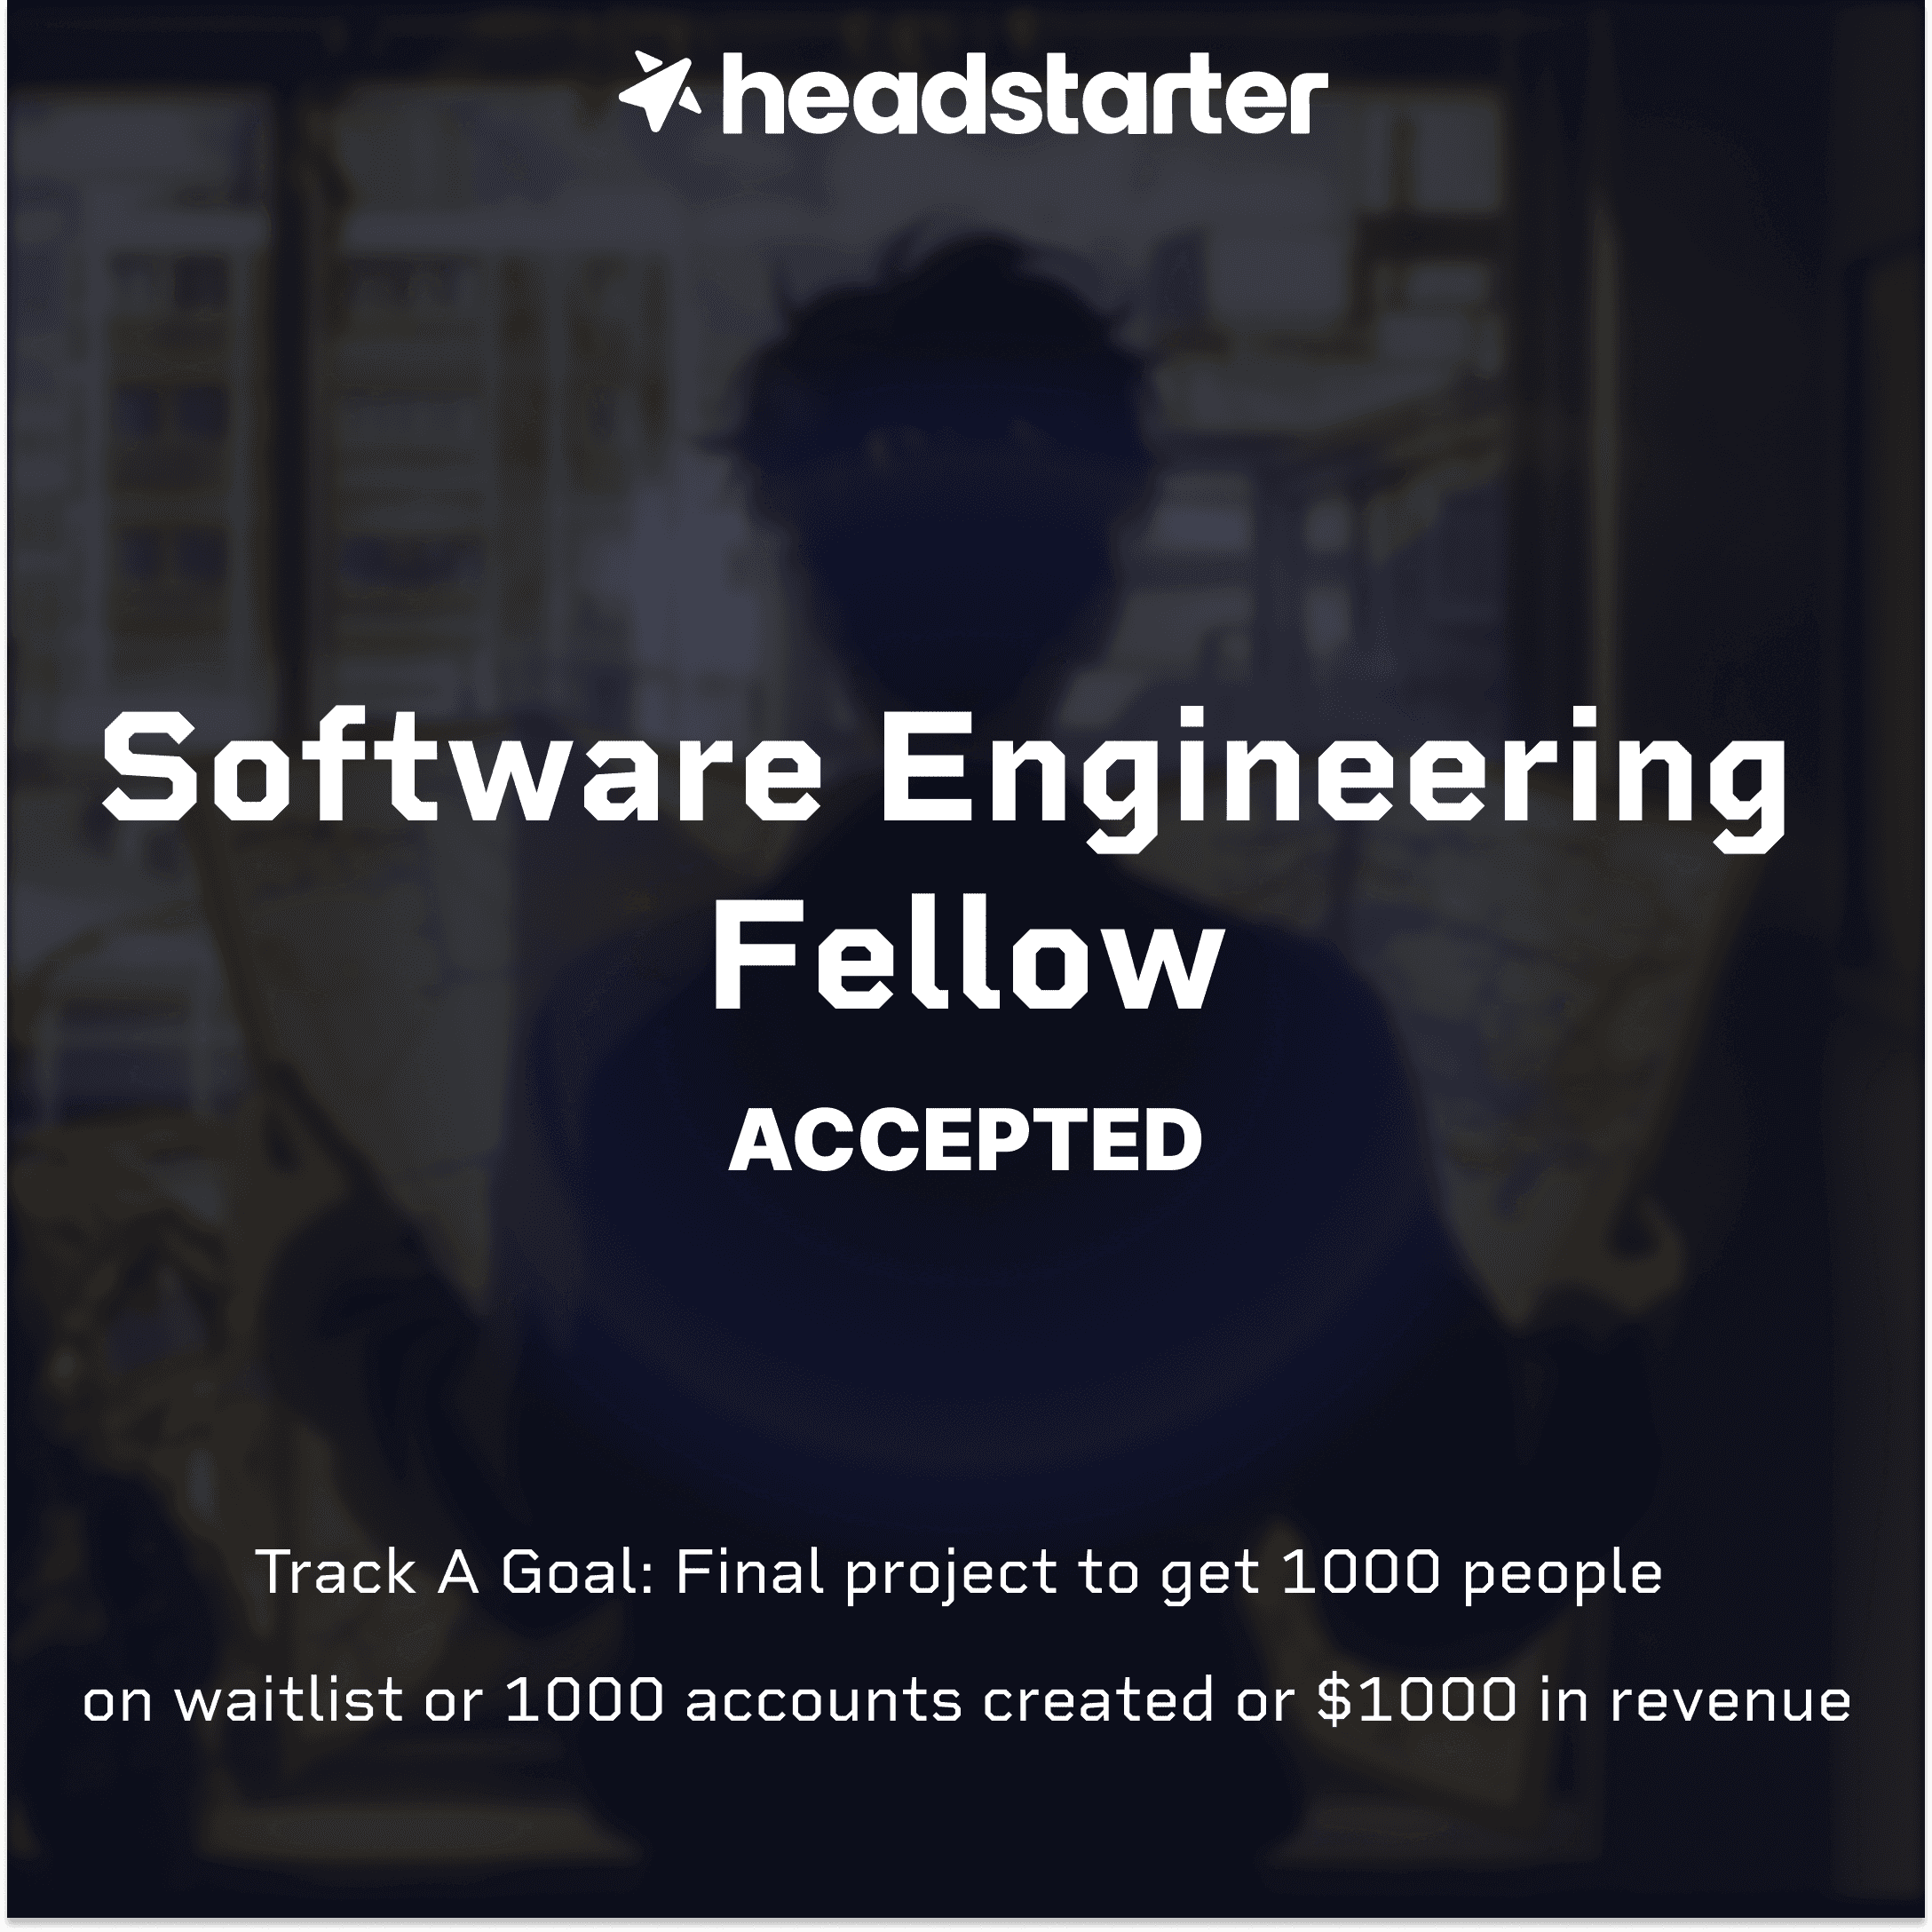 headstarter
Software Engineering
Fellow
ACCEPTED
Track A Goal: Final project to get 1000 people
on waitlist or 1000 accounts created or $1000 in revenue